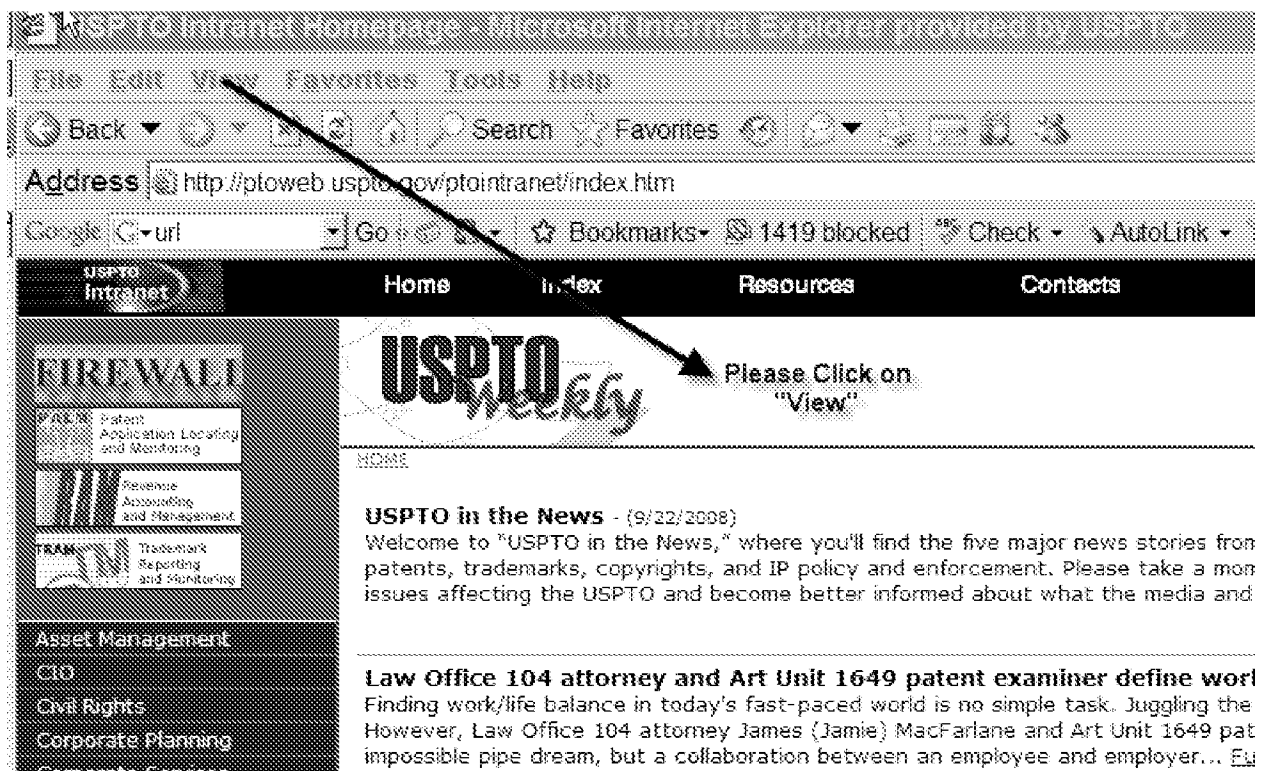 USPTO Intranet Homepage - Microsoft Internet Explorer provided by USPTO
File Edit View Favorites Tools Help
Back Search Favorites
Address http://ptoweb.uspto.gov/ptointranet/index.htm
Google url Go Bookmarks 1419 blocked Check AutoLink
USPTO
Intranet
Home Index Resources Contacts
FIREWALL
PALM Patent
Application Locating
and Monitoring
Revenue
Accounting
and Management
TRAM Trademark
Reporting
and Monitoring
Asset Management
CIO
Civil Rights
Corporate Planning
Corporate Services
USPTO
Weekly
Please Click on
"View"
HOME
USPTO in the News - (9/22/2008)
Welcome to "USPTO in the News," where you'll find the five major news stories from
patents, trademarks, copyrights, and IP policy and enforcement. Please take a mom
issues affecting the USPTO and become better informed about what the media and
Law Office 104 attorney and Art Unit 1649 patent examiner define worl
Finding work/life balance in today's fast-paced world is no simple task. Juggling the
However, Law Office 104 attorney James (Jamie) MacFarlane and Art Unit 1649 pat
impossible pipe dream, but a collaboration between an employee and employer... Fu